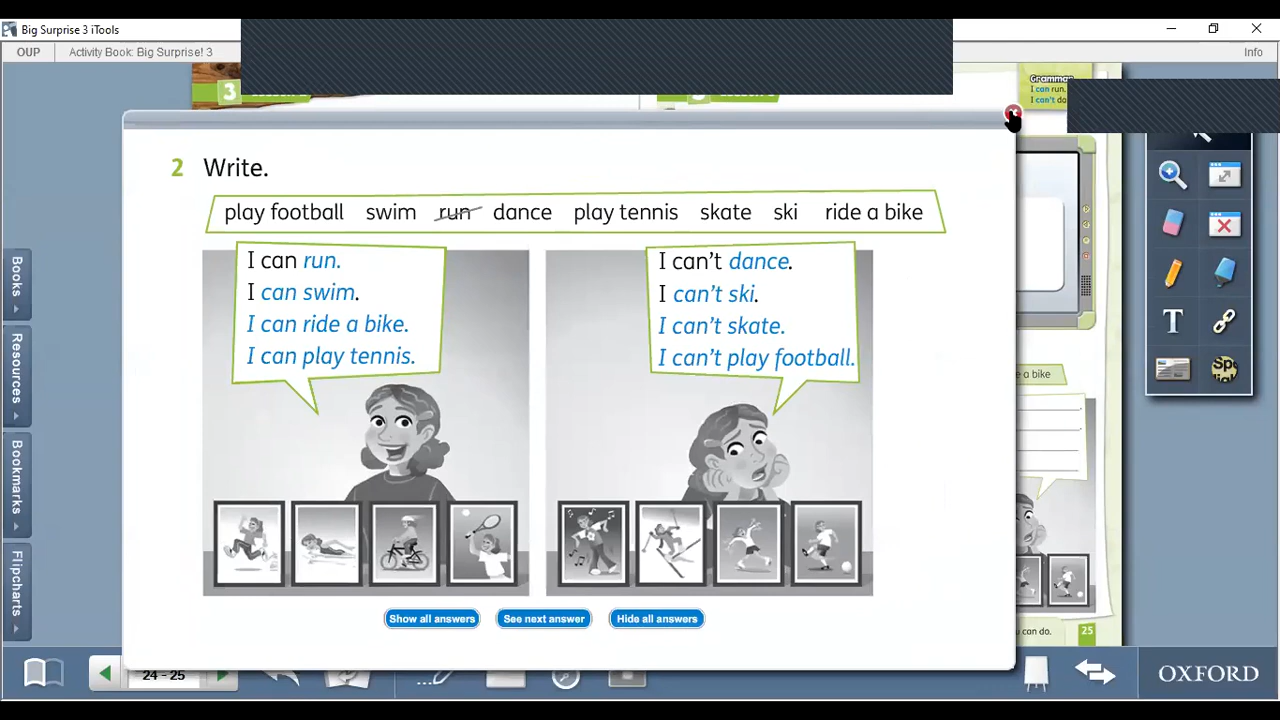 Big Surprise 3 iTools
OUP
Activity Book: Big Surprise! 3
Info
3
Grammar
I can run.
I can't da
2 Write.
play football swim run dance play tennis skate ski ride a bike
I can run.
I can swim.
I can ride a bike.
I can play tennis.
I can't dance.
I can't ski.
I can't skate.
I can't play football.
Show all answers
See next answer
Hide all answers
Books
Resources
Bookmarks
Flipcharts
T
e a bike
u can do.
25
24 - 25
OXFORD